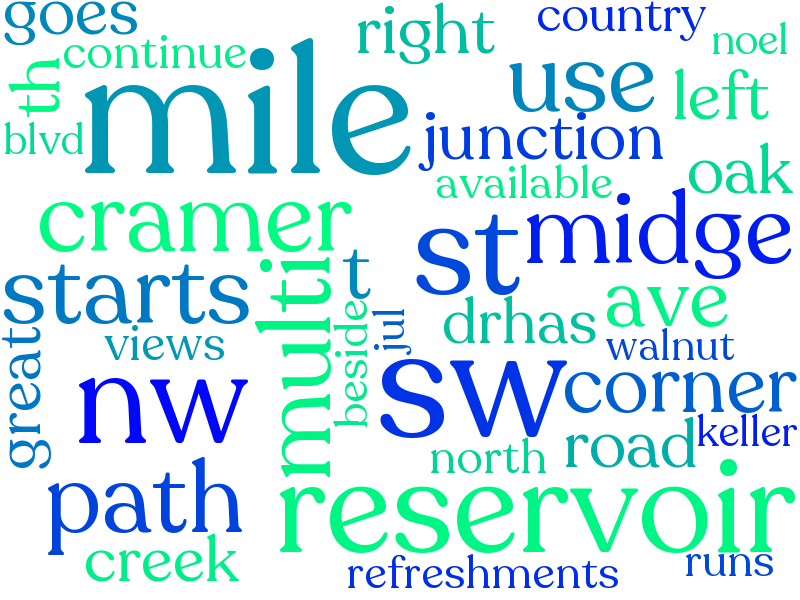 goes
continue
right
country
noel
th
mile
use
left
blvd
junction
available
oak
cramer
st
midge
starts
multi
t
beside
jul
drhas
ave
great
views
walnut
nw
sw
corner
keller
north
road
path
reservoir
creek
refreshments
runs